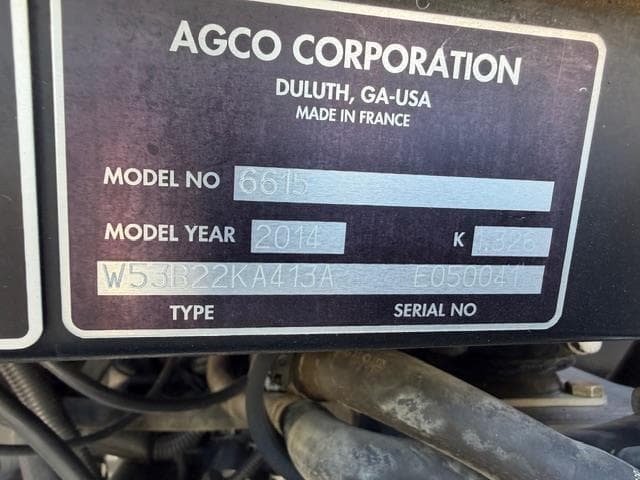 AGCO CORPORATION
DULUTH, GA-USA
MADE IN FRANCE
MODEL NO 6615
MODEL YEAR 2014 K 1.326
W53B22KA413A E050041
TYPE SERIAL NO